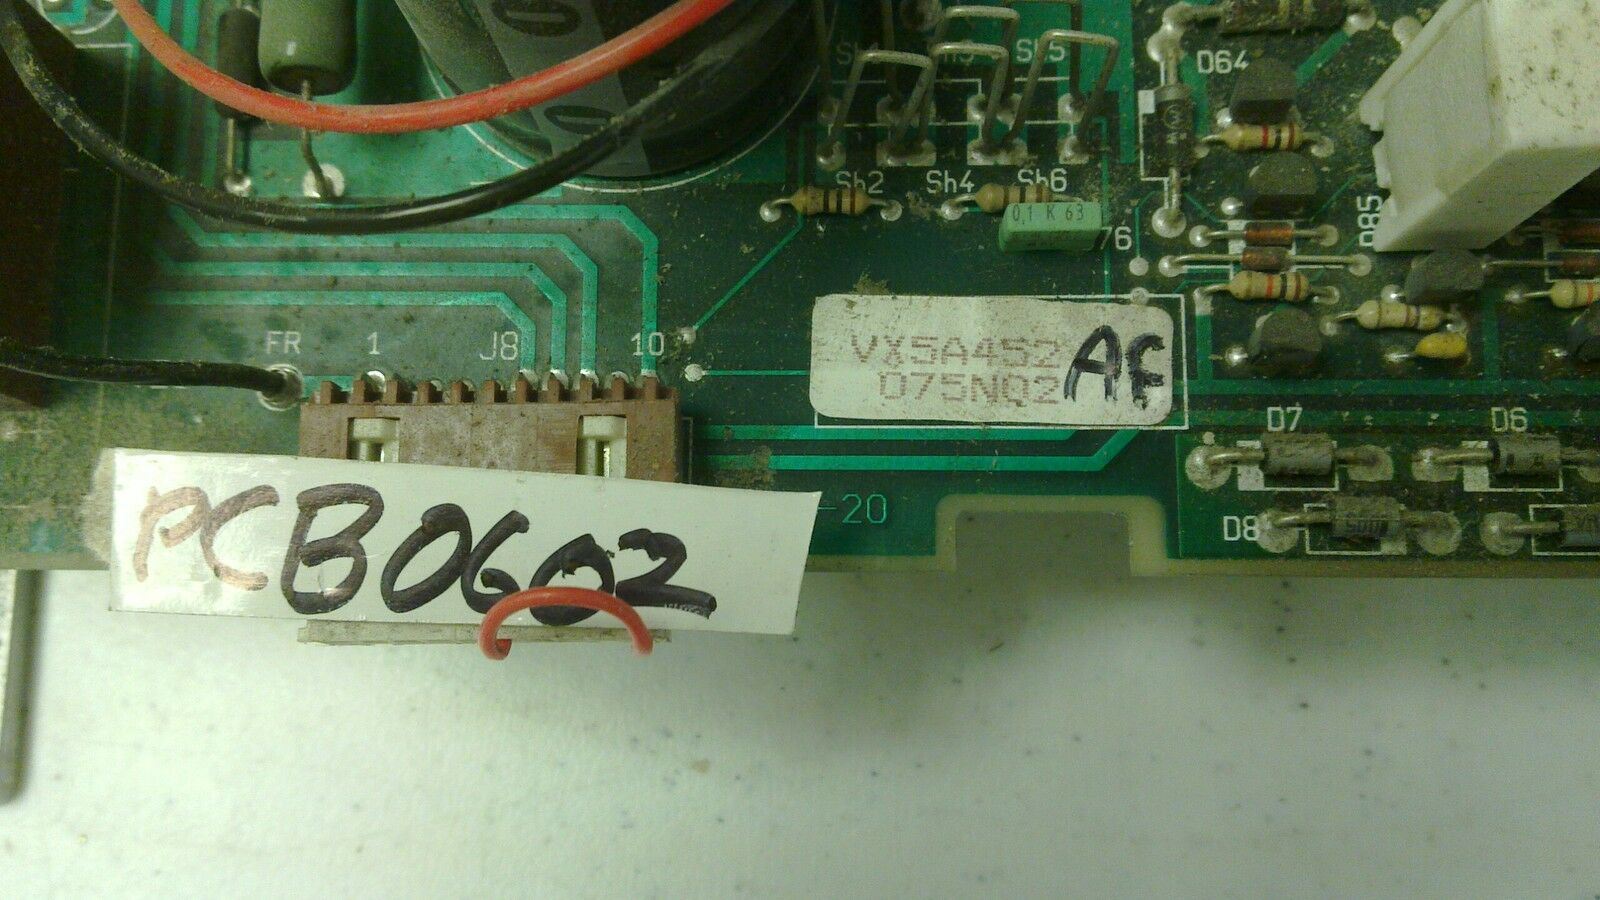 D64
Sh5
Sh2 Sh4 Sh6
0,1 K 63
76
D85
FR 1 J8 10
VX5A452
D75NQ2
AF
D7 D6
-20
D8
PCB0602